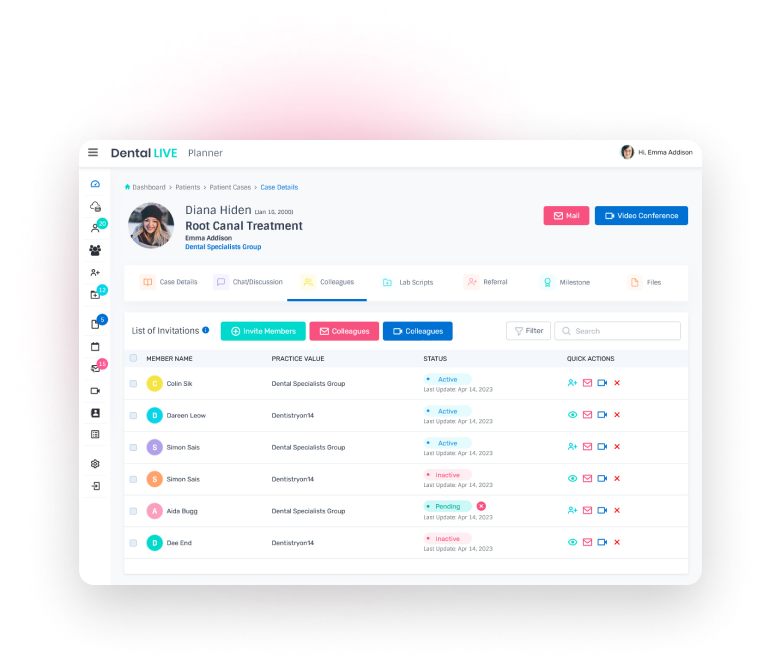 Dental LIVE Planner
Hi, Emma Addison
Dashboard > Patients > Patient Cases > Case Details
Diana Hiden (Jan 10, 2000)
Root Canal Treatment
Emma Addison
Dental Specialists Group
Mail
Video Conference
20
12
5
15
Case Details
Chat/Discussion
Colleagues
Lab Scripts
Referral
Milestone
Files
List of Invitations
Invite Members
Colleagues
Colleagues
Filter
Search
MEMBER NAME PRACTICE VALUE STATUS QUICK ACTIONS
C Colin Sik Dental Specialists Group Active
Last Update: Apr 14, 2023
D Dareen Leow Dentistryon14 Active
Last Update: Apr 14, 2023
S Simon Sais Dental Specialists Group Active
Last Update: Apr 14, 2023
S Simon Sais Dentistryon14 Inactive
Last Update: Apr 14, 2023
A Aida Bugg Dental Specialists Group Pending
Last Update: Apr 14, 2023
D Dee End Dentistryon14 Inactive
Last Update: Apr 14, 2023